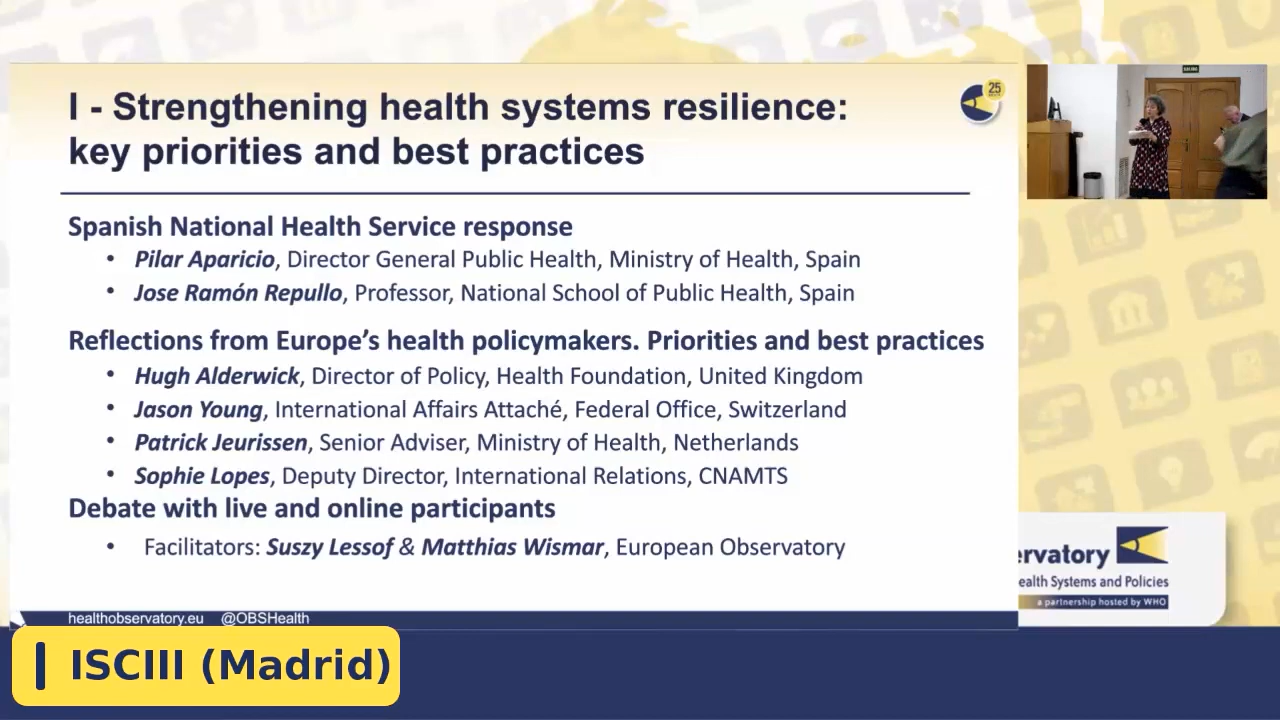 I - Strengthening health systems resilience:
key priorities and best practices
25
Spanish National Health Service response
• Pilar Aparicio, Director General Public Health, Ministry of Health, Spain
• Jose Ramón Repullo, Professor, National School of Public Health, Spain
Reflections from Europe’s health policymakers. Priorities and best practices
• Hugh Alderwick, Director of Policy, Health Foundation, United Kingdom
• Jason Young, International Affairs Attaché, Federal Office, Switzerland
• Patrick Jeurissen, Senior Adviser, Ministry of Health, Netherlands
• Sophie Lopes, Deputy Director, International Relations, CNAMTS
Debate with live and online participants
• Facilitators: Suszy Lessof & Matthias Wismar, European Observatory
healthobservatory.eu @OBSHealth
ervatory
ealth Systems and Policies
a partnership hosted by WHO
ISCIII (Madrid)